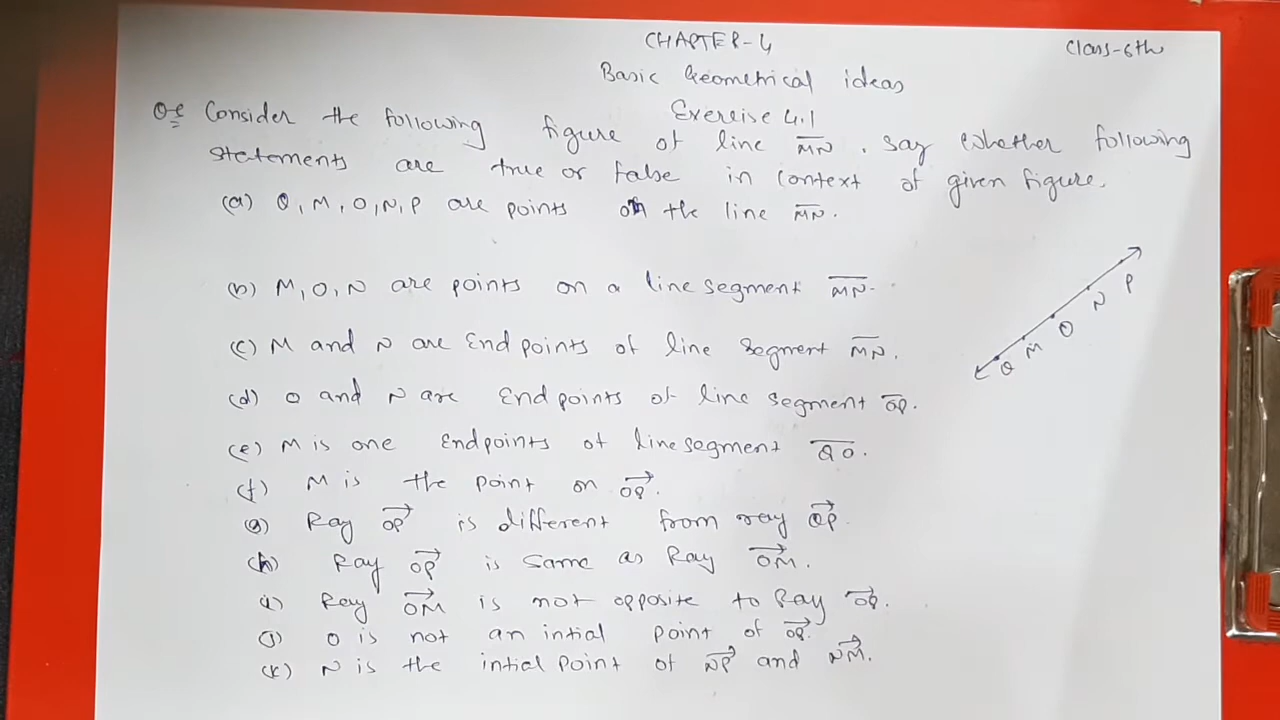 CHAPTER-4
Class-6th
Basic Geometrical ideas
Exercise 4.1
Q6 Consider the following figure of line MN. Say whether following
statements are true or false in context of given figure.
(a) Q, M, O, N, P are points on the line MN.
(b) M, O, N are points on a line segment MN.
(c) M and N are End points of line segment MN.
(d) O and N are End points of line segment OP.
(e) M is one Endpoints of line segment QO.
(f) M is the point on OP.
(g) Ray OP is different from ray QP.
(h) Ray OP is same as Ray OM.
(i) Ray OM is not opposite to Ray OP.
(j) O is not an intial point of OP.
(k) N is the intial point of NP and NM.
Q M O N P